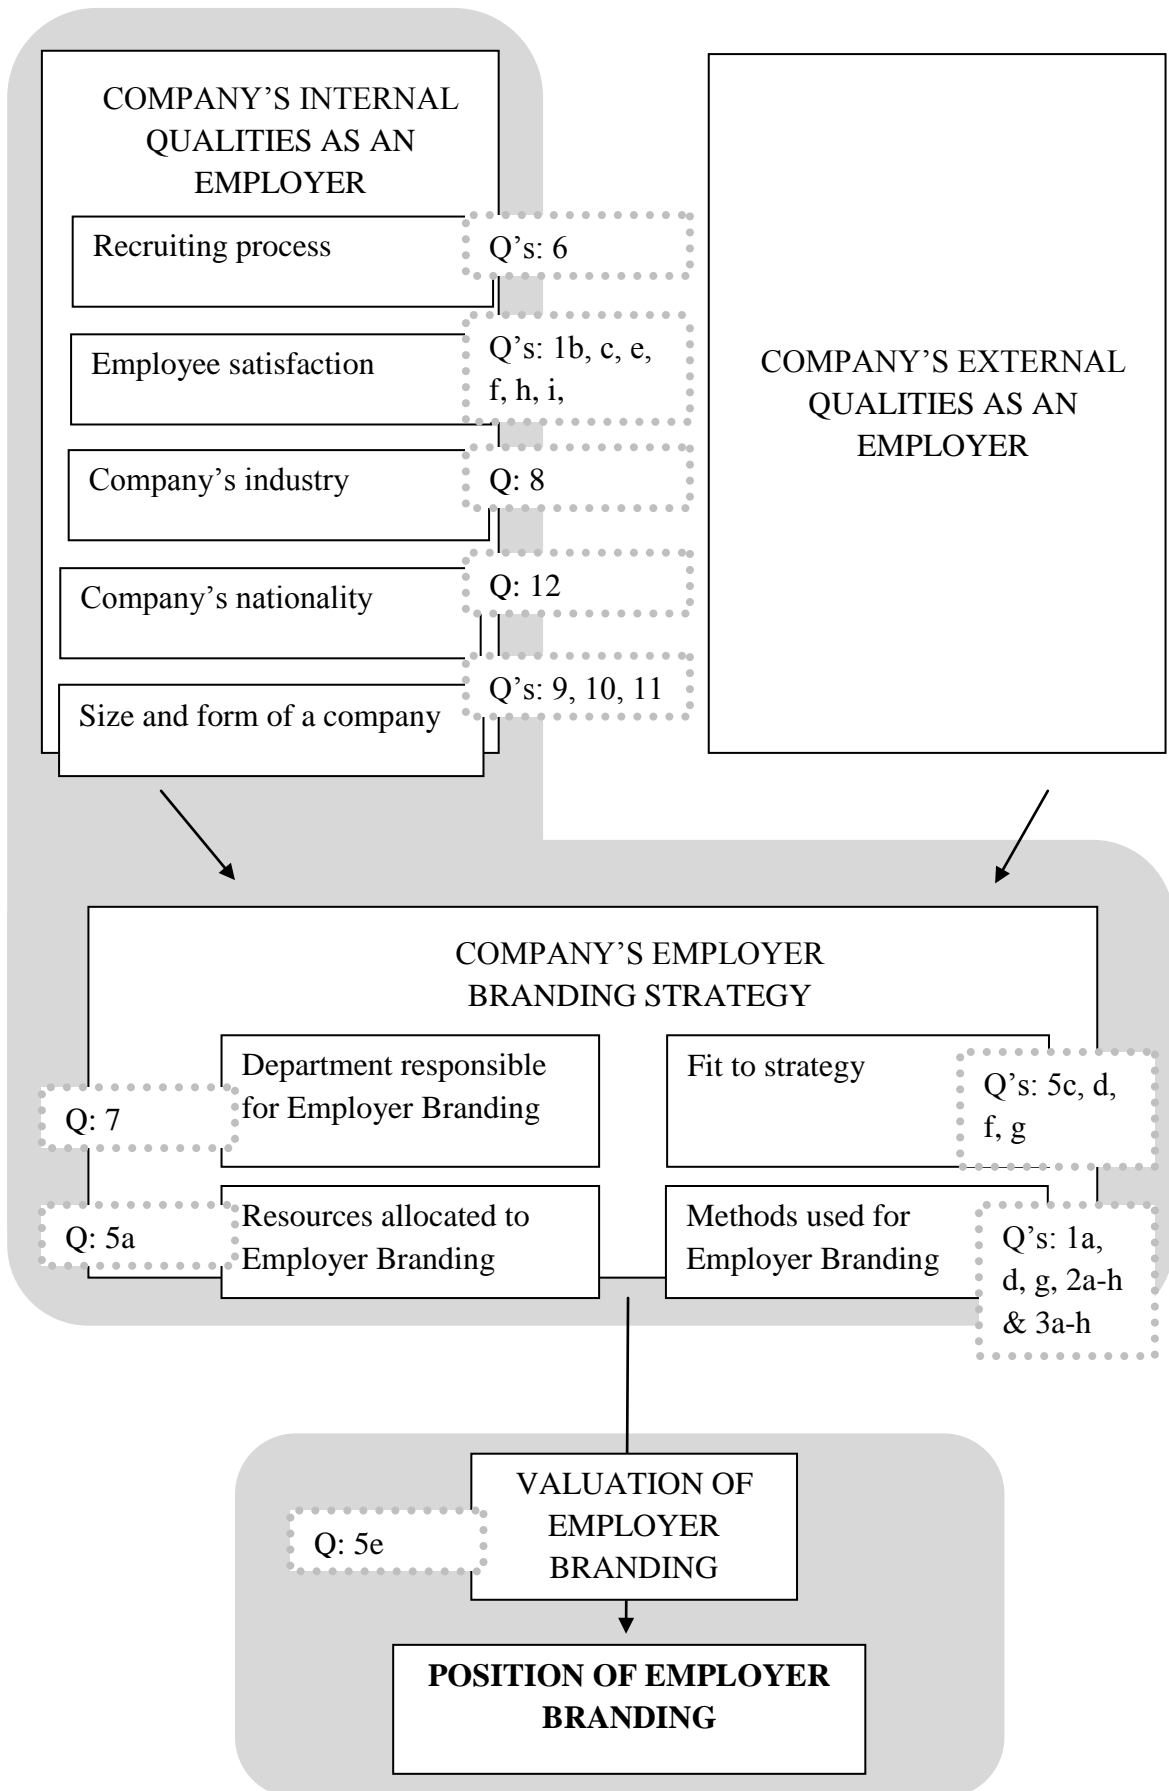 COMPANY’S INTERNAL
QUALITIES AS AN
EMPLOYER
Recruiting process
Q’s: 6
Employee satisfaction
Q’s: 1b, c, e,
f, h, i,
Company’s industry
Q: 8
Company’s nationality
Q: 12
Size and form of a company
Q’s: 9, 10, 11
COMPANY’S EXTERNAL
QUALITIES AS AN
EMPLOYER
COMPANY’S EMPLOYER
BRANDING STRATEGY
Department responsible
for Employer Branding
Q: 7
Fit to strategy
Q’s: 5c, d,
f, g
Resources allocated to
Employer Branding
Q: 5a
Methods used for
Employer Branding
Q’s: 1a,
d, g, 2a-h
& 3a-h
VALUATION OF
EMPLOYER
BRANDING
Q: 5e
POSITION OF EMPLOYER
BRANDING